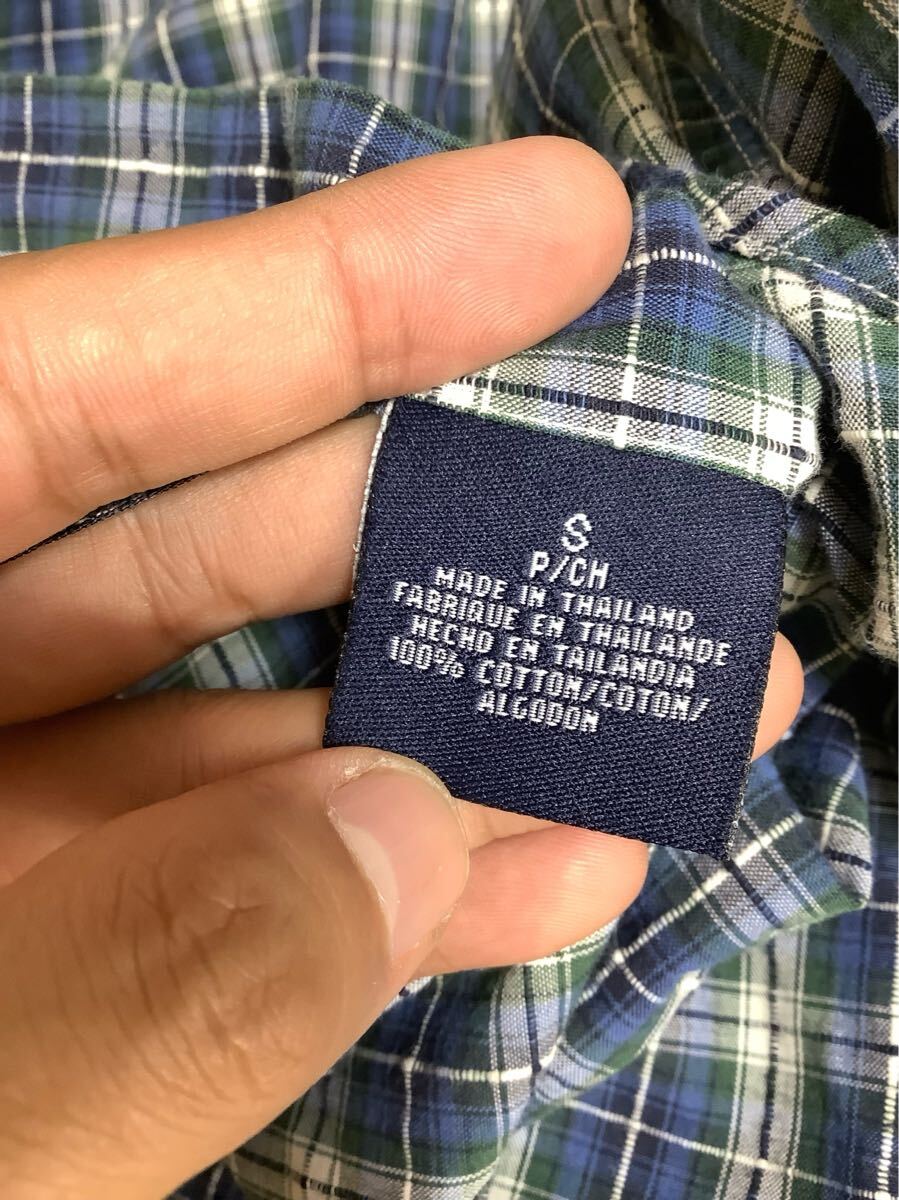 S
P/CH
MADE IN THAILAND
FABRIQUE EN THAILANDE
HECHO EN TAILANDIA
100% COTTON/COTON/
ALGODON